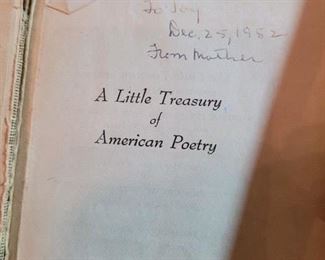 To Joy
Dec. 25, 1952
From Mother
A Little Treasury
of
American Poetry